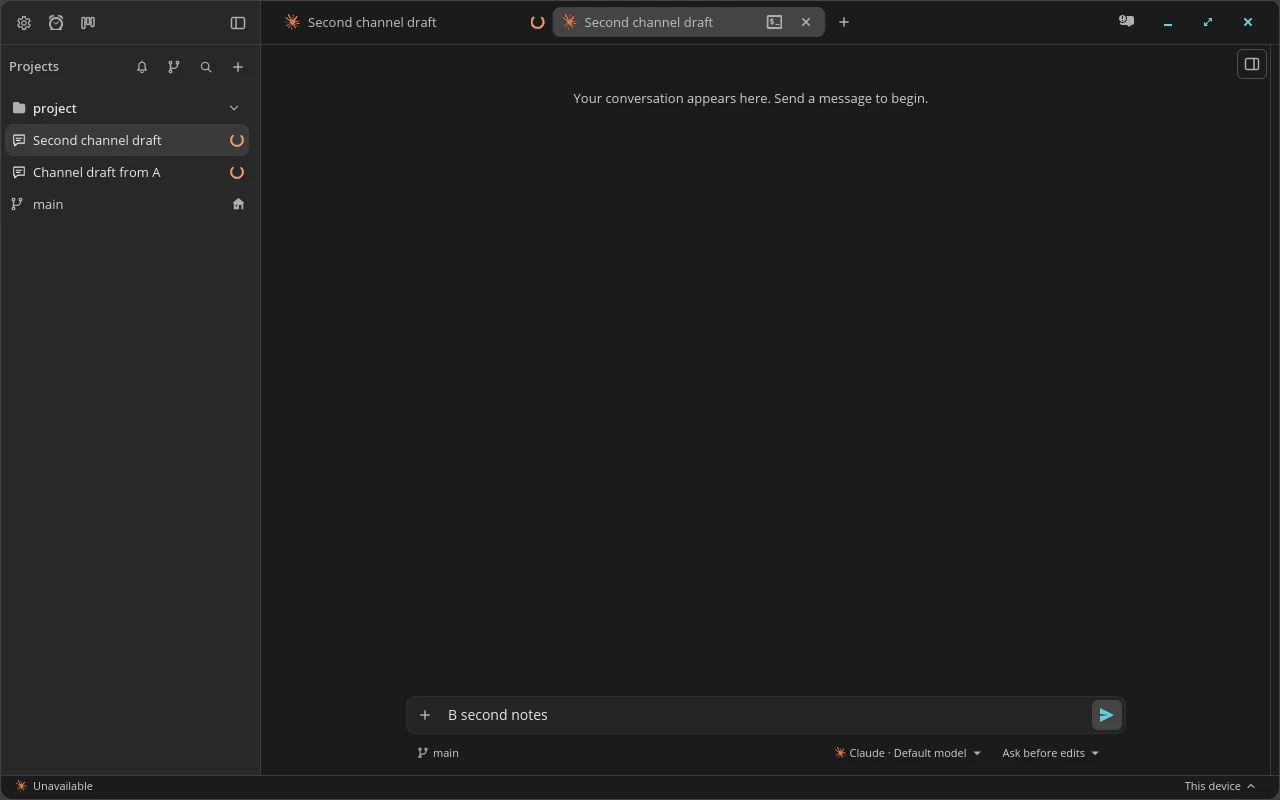 Second channel draft
Second channel draft
Projects
project
Second channel draft
Channel draft from A
main
Your conversation appears here. Send a message to begin.
B second notes
main
Claude · Default model
Ask before edits
Unavailable
This device